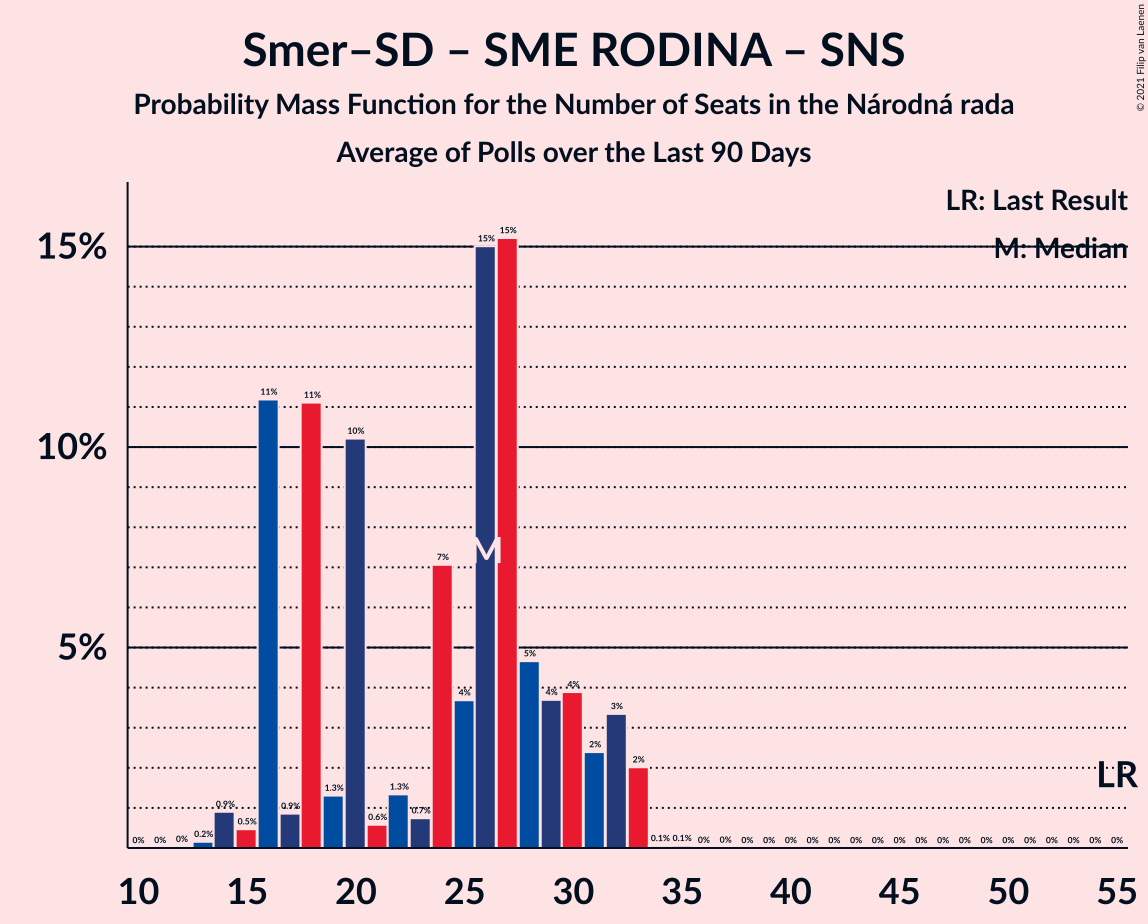 Smer–SD – SME RODINA – SNS
Probability Mass Function for the Number of Seats in the Národná rada
Average of Polls over the Last 90 Days
© 2021 Filip van Laenen
LR: Last Result
M: Median
15%
10%
5%
0% 0% 0% 0.2% 0.9% 0.5% 11% 0.9% 11% 1.3% 10% 0.6% 1.3% 0.7% 7% 4% 15% 15% 5% 4% 4% 2% 3% 2% 0.1% 0.1% 0% 0% 0% 0% 0% 0% 0% 0% 0% 0% 0% 0% 0% 0% 0% 0% 0% 0% 0% 0%
M
LR
10 15 20 25 30 35 40 45 50 55